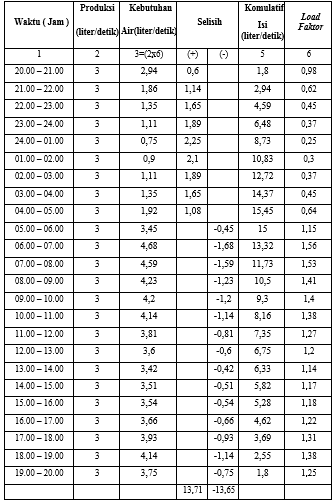 Waktu ( Jam ) Produksi (liter/detik) Kebutuhan Air(liter/detik) Selisih Komulatif Isi (liter/detik) Load Factor
1 2 3=(2x6) (+) (-) 5 6
20.00 – 21.00 3 2,94 0,6 1,8 0,98
21.00 – 22.00 3 1,86 1,14 2,94 0,62
22.00 – 23.00 3 1,35 1,65 4,59 0,45
23.00 – 24.00 3 1,11 1,89 6,48 0,37
24.00 – 01.00 3 0,75 2,25 8,73 0,25
01.00 – 02.00 3 0,9 2,1 10,83 0,3
02.00 – 03.00 3 1,11 1,89 12,72 0,37
03.00 – 04.00 3 1,35 1,65 14,37 0,45
04.00 – 05.00 3 1,92 1,08 15,45 0,64
05.00 – 06.00 3 3,45 -0,45 15 1,15
06.00 – 07.00 3 4,68 -1,68 13,32 1,56
07.00 – 08.00 3 4,59 -1,59 11,73 1,53
08.00 – 09.00 3 4,23 -1,23 10,5 1,41
09.00 – 10.00 3 4,2 -1,2 9,3 1,4
10.00 – 11.00 3 4,14 -1,14 8,16 1,38
11.00 – 12.00 3 3,81 -0,81 7,35 1,27
12.00 – 13.00 3 3,6 -0,6 6,75 1,2
13.00 – 14.00 3 3,42 -0,42 6,33 1,14
14.00 – 15.00 3 3,51 -0,51 5,82 1,17
15.00 – 16.00 3 3,54 -0,54 5,28 1,18
16.00 – 17.00 3 3,66 -0,66 4,62 1,22
17.00 – 18.00 3 3,93 -0,93 3,69 1,31
18.00 – 19.00 3 4,14 -1,14 2,55 1,38
19.00 – 20.00 3 3,75 -0,75 1,8 1,25
13,71 -13,65